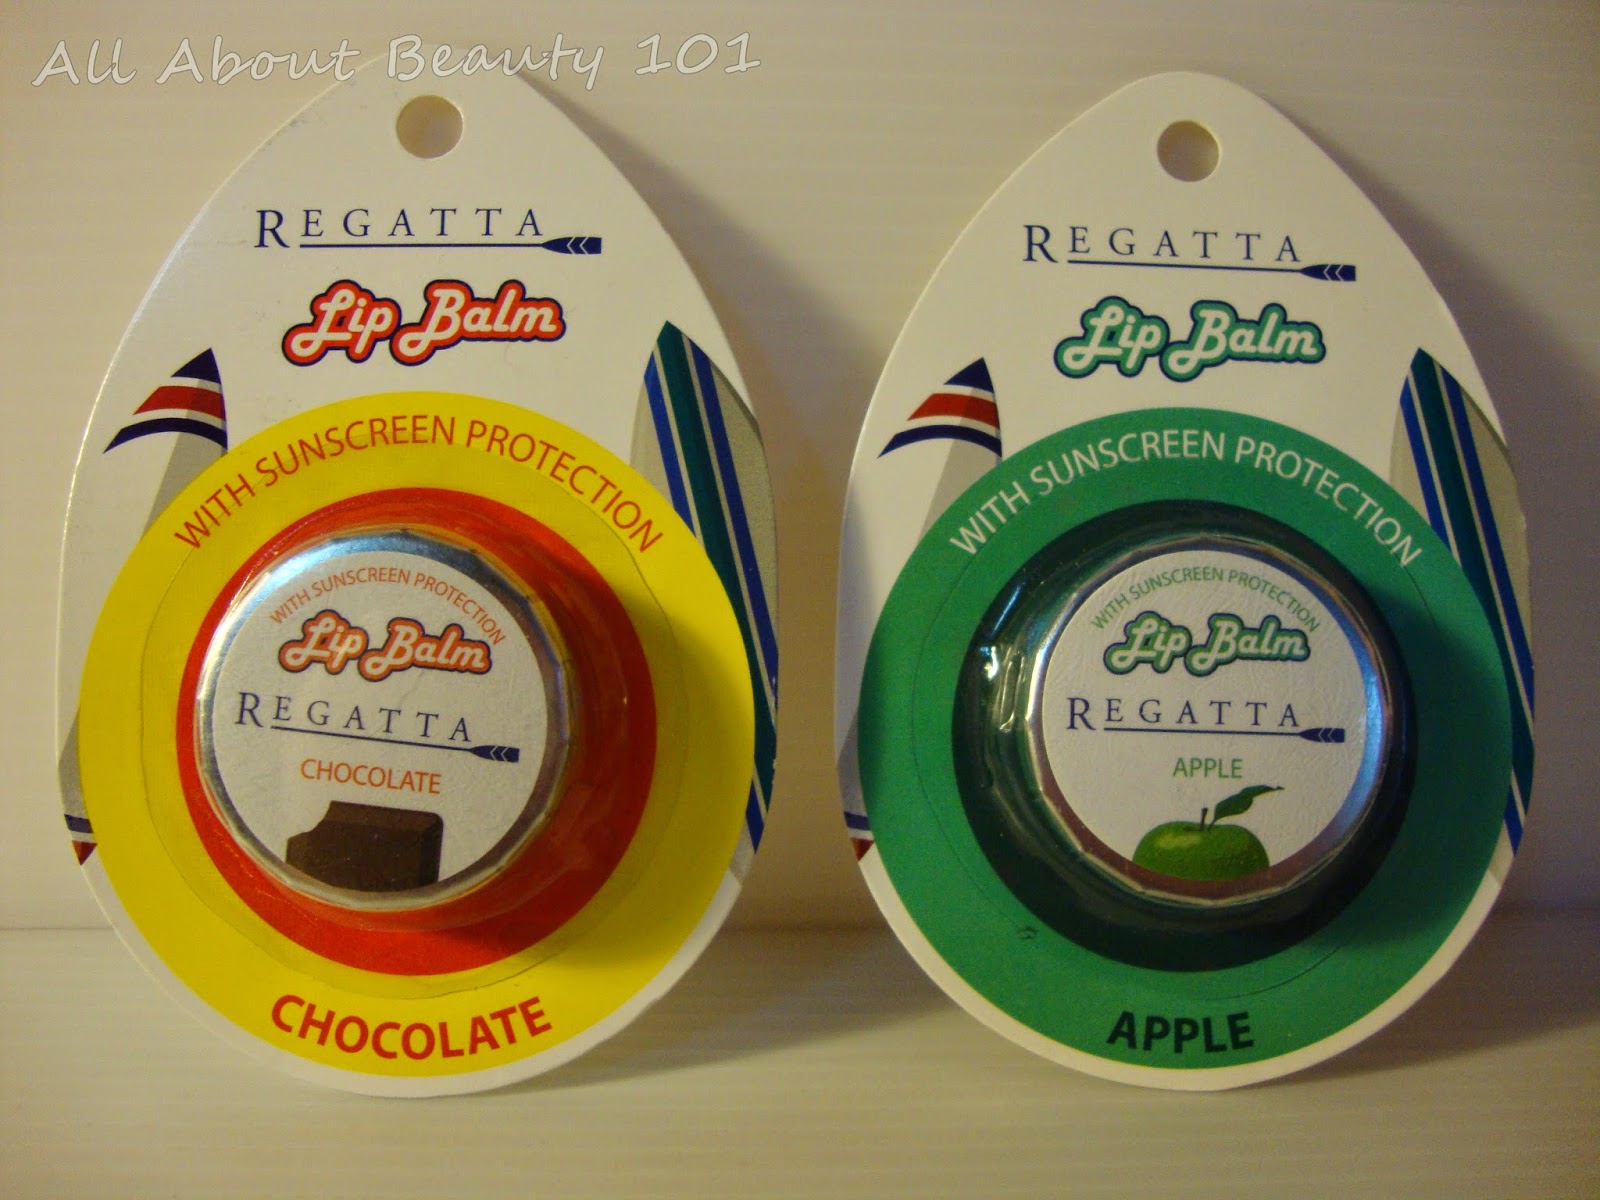 All About Beauty 101
REGATTA
Lip Balm
WITH SUNSCREEN PROTECTION
WITH SUNSCREEN PROTECTION
Lip Balm
REGATTA
CHOCOLATE
CHOCOLATE
REGATTA
Lip Balm
WITH SUNSCREEN PROTECTION
WITH SUNSCREEN PROTECTION
Lip Balm
REGATTA
APPLE
APPLE